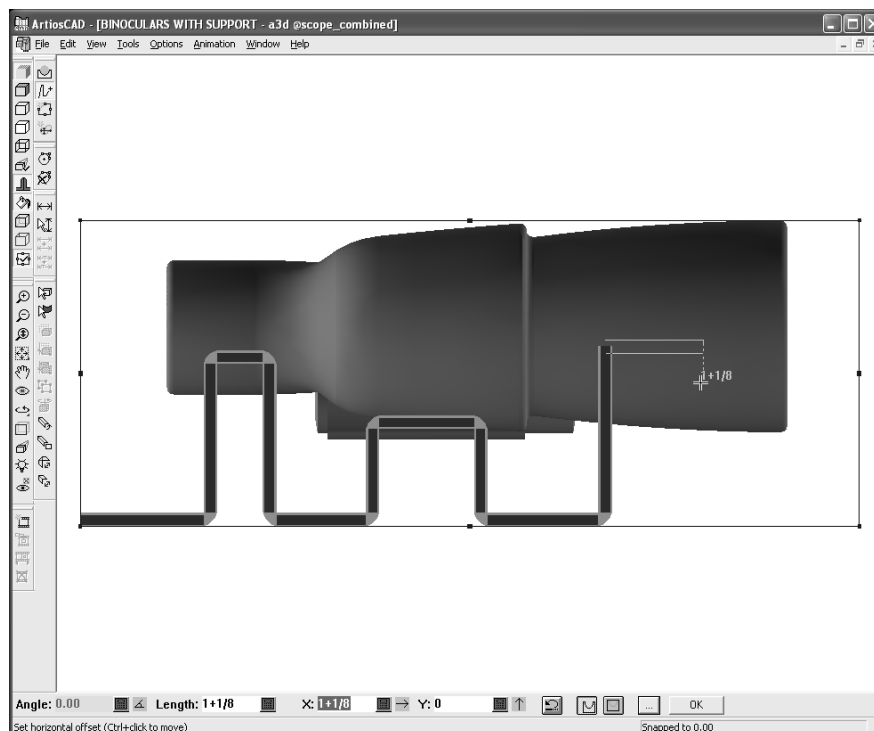 ArtiosCAD - [BINOCULARS WITH SUPPORT - a3d @scope_combined]
File Edit View Tools Options Animation Window Help
+1/8
Angle: 0.00 Length: 1+1/8 X: 1+1/8 Y: 0 ... OK
Set horizontal offset (Ctrl+click to move) Snapped to 0.00